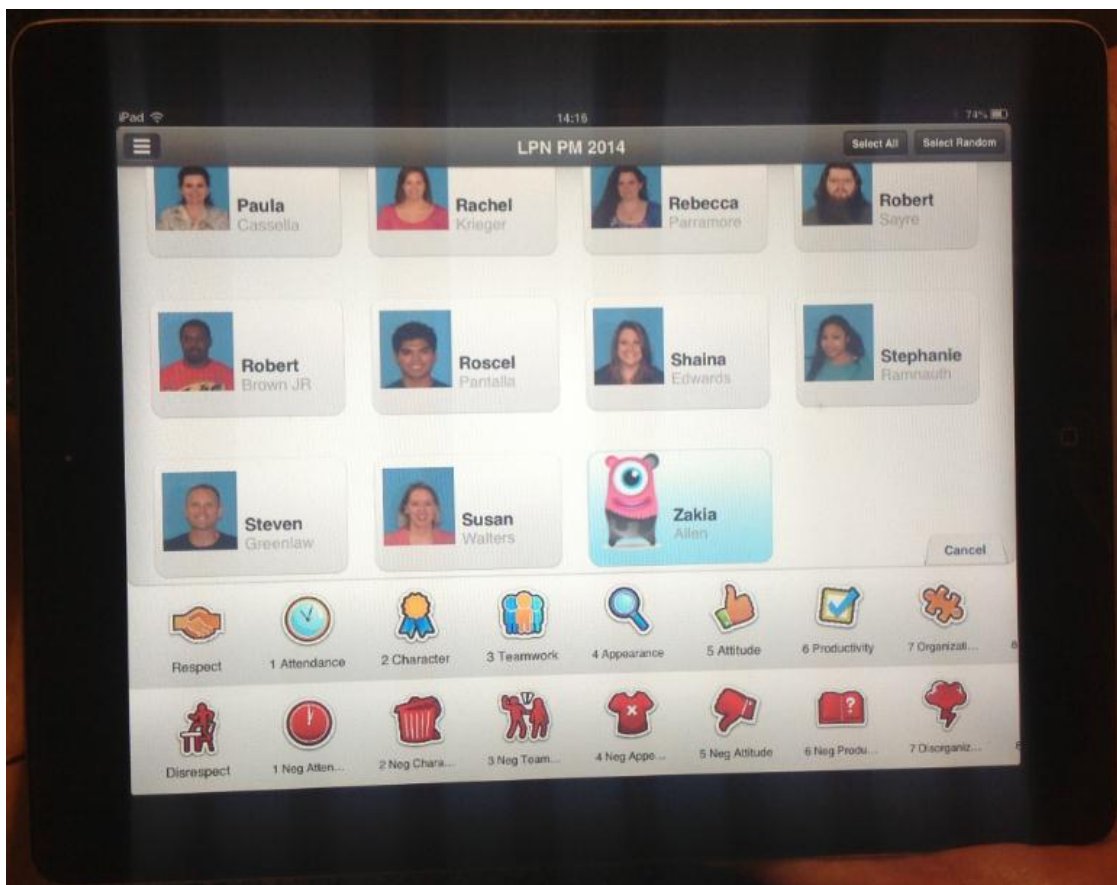 iPad 14:16 74%
LPN PM 2014 Select All Select Random
Paula
Cassella
Rachel
Krieger
Rebecca
Parramore
Robert
Sayre
Robert
Brown JR
Roscel
Pantalla
Shaina
Edwards
Stephanie
Ramnauth
Steven
Greenlaw
Susan
Walters
Zakia
Allen
Cancel
Respect 1 Attendance 2 Character 3 Teamwork 4 Appearance 5 Attitude 6 Productivity 7 Organizati...
Disrespect 1 Neg Atten... 2 Neg Chara... 3 Neg Team... 4 Neg Appe... 5 Neg Attitude 6 Neg Produ... 7 Disorganiz...